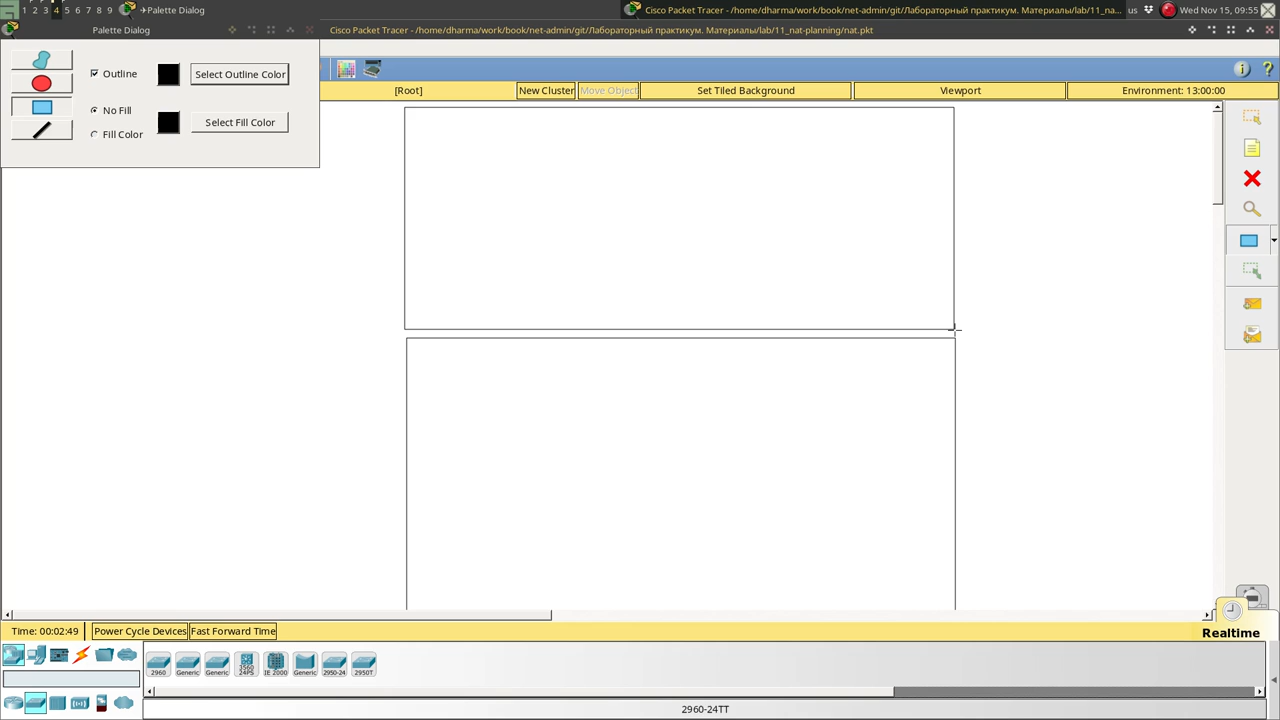 1 2 3 4 5 6 7 8 9 Palette Dialog Cisco Packet Tracer - /home/dharma/work/book/net-admin/git/Лабораторный практикум. Материалы/lab/11_na... us Wed Nov 15, 09:55
Palette Dialog Cisco Packet Tracer - /home/dharma/work/book/net-admin/git/Лабораторный практикум. Материалы/lab/11_nat-planning/nat.pkt
Outline Select Outline Color
[Root] New Cluster Move Object Set Tiled Background Viewport Environment: 13:00:00
No Fill Select Fill Color
Fill Color
Time: 00:02:49 Power Cycle Devices Fast Forward Time Realtime
2960 Generic Generic 24PS IE 2000 Generic 2950-24 2950T
2960-24TT